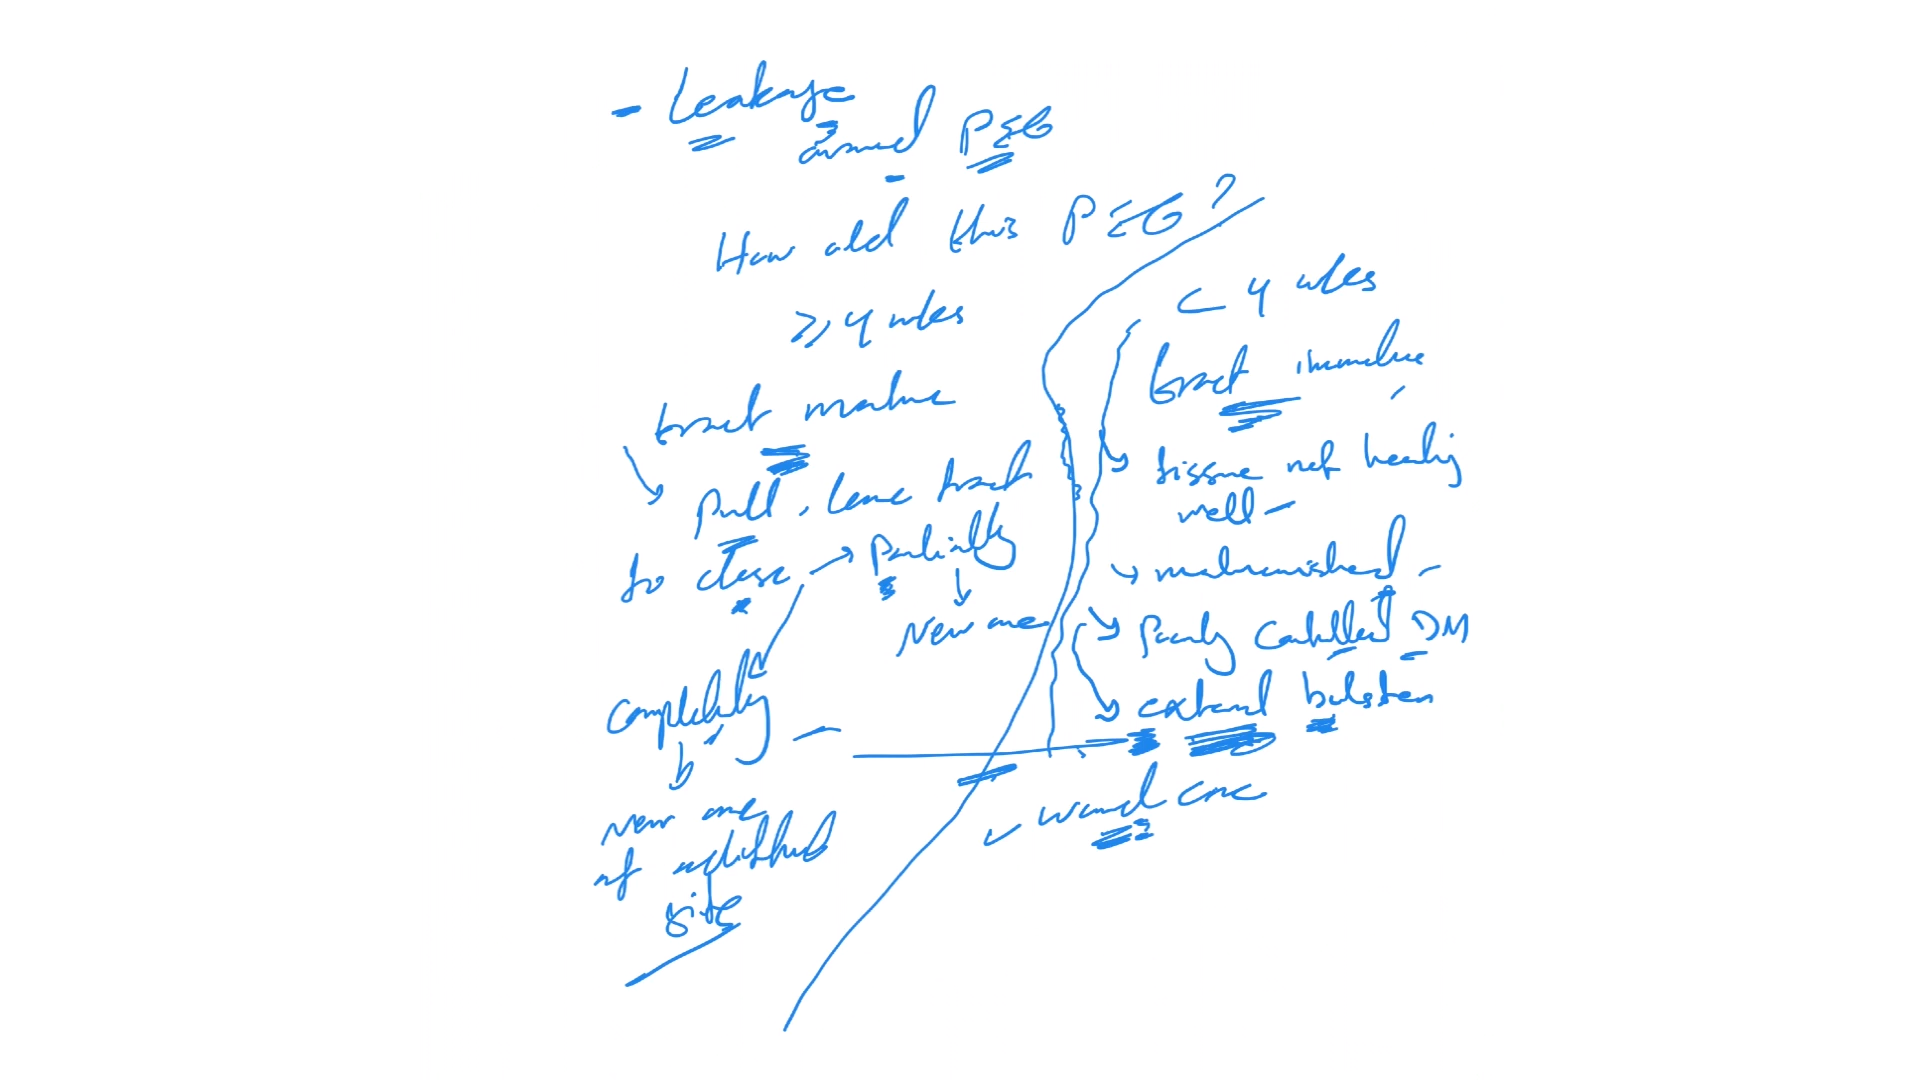 - Leakage
around PEG
How old this PEG?
≥ 4 wks
tract mature
Pull, leave tract
to close → Partially
New one
Completely
New one
at different
site
< 4 wks
tract immature
tissue not healing
well -
malnourished -
Poorly controlled DM
external bolster
wound care